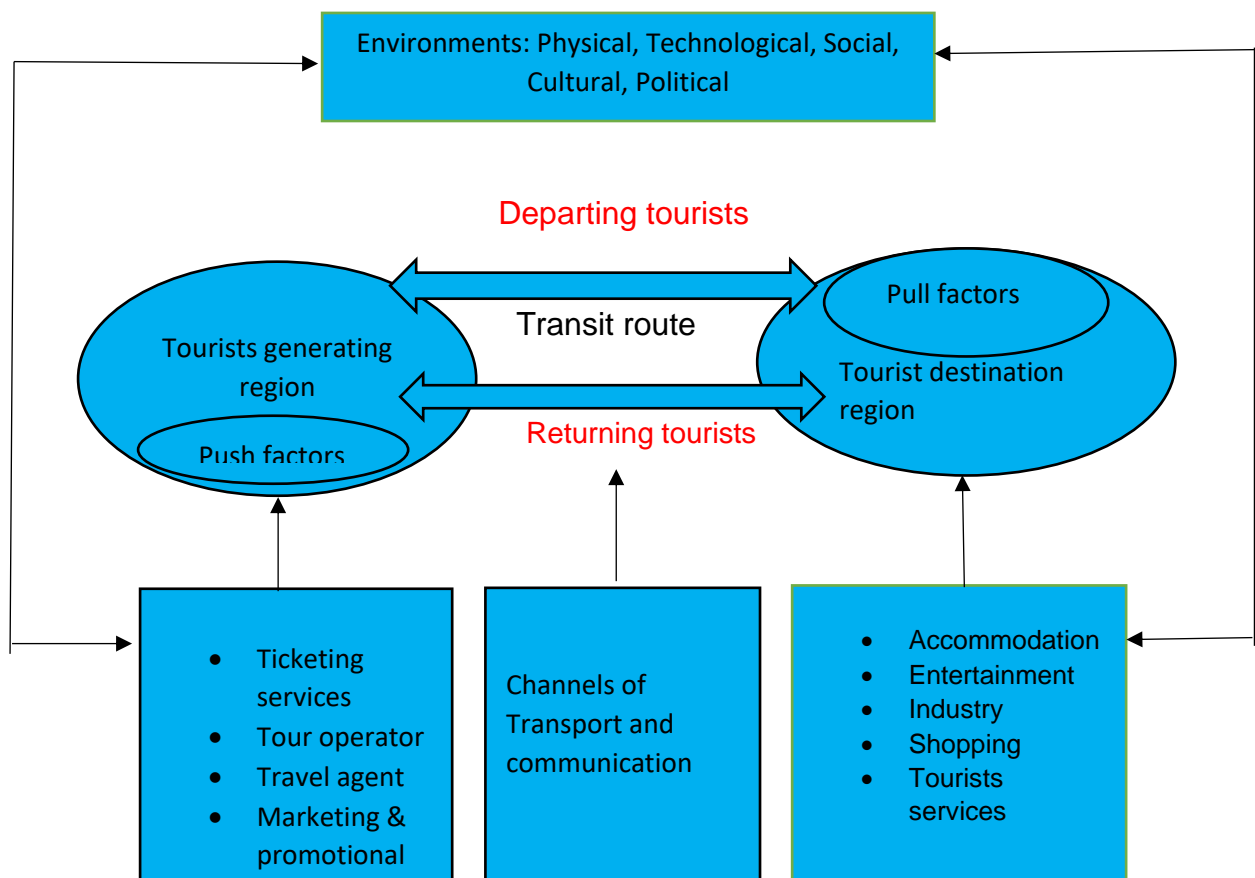 Environments: Physical, Technological, Social,
Cultural, Political
Departing tourists
Pull factors
Transit route
Tourists generating
region
Tourist destination
region
Returning tourists
Push factors
• Ticketing
services
• Tour operator
• Travel agent
• Marketing &
promotional
Channels of
Transport and
communication
• Accommodation
• Entertainment
• Industry
• Shopping
• Tourists
services